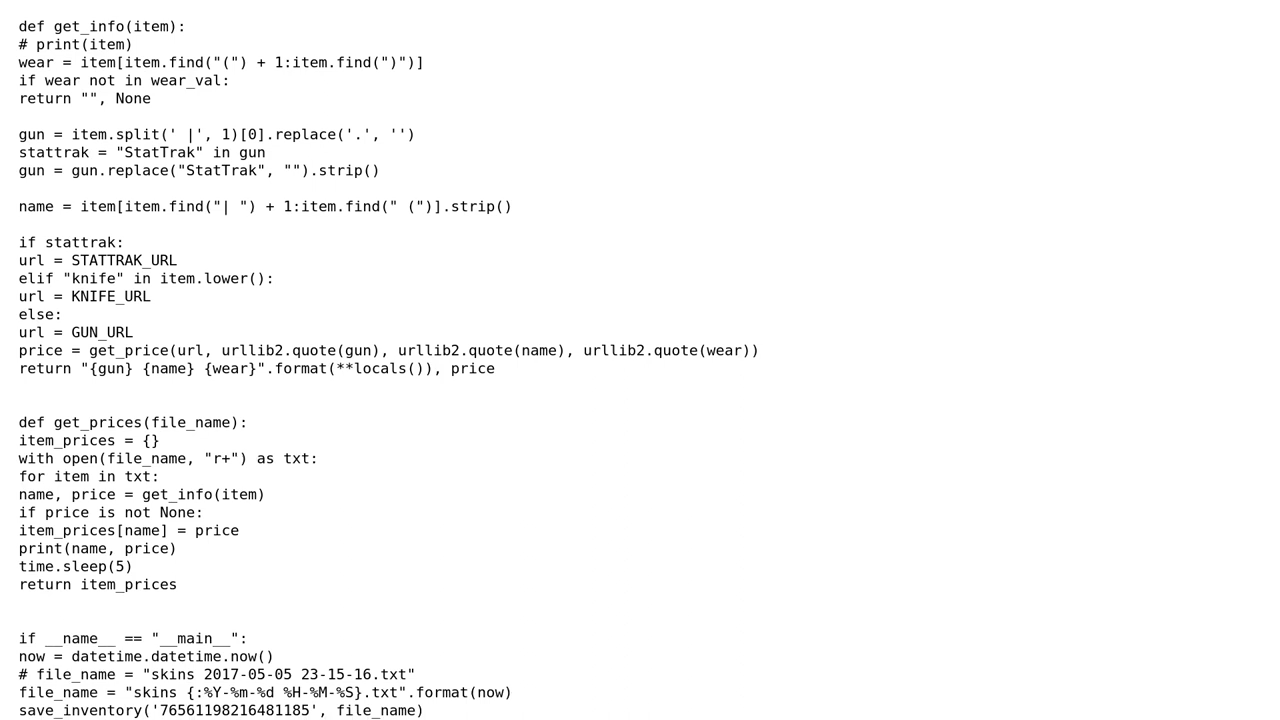 def get_info(item):
# print(item)
wear = item[item.find("(") + 1:item.find(")")]
if wear not in wear_val:
return "", None

gun = item.split(' |', 1)[0].replace('.', '')
stattrak = "StatTrak" in gun
gun = gun.replace("StatTrak", "").strip()

name = item[item.find("| ") + 1:item.find(" (")].strip()

if stattrak:
url = STATTRAK_URL
elif "knife" in item.lower():
url = KNIFE_URL
else:
url = GUN_URL
price = get_price(url, urllib2.quote(gun), urllib2.quote(name), urllib2.quote(wear))
return "{gun} {name} {wear}".format(**locals()), price


def get_prices(file_name):
item_prices = {}
with open(file_name, "r+") as txt:
for item in txt:
name, price = get_info(item)
if price is not None:
item_prices[name] = price
print(name, price)
time.sleep(5)
return item_prices


if __name__ == "__main__":
now = datetime.datetime.now()
# file_name = "skins 2017-05-05 23-15-16.txt"
file_name = "skins {:%Y-%m-%d %H-%M-%S}.txt".format(now)
save_inventory('76561198216481185', file_name)